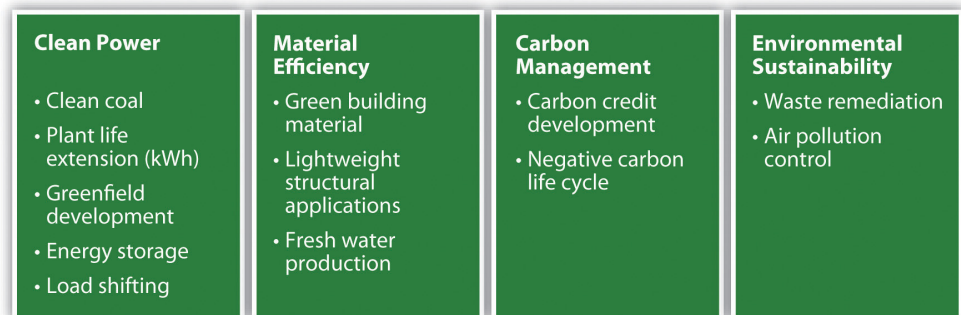 Clean Power
• Clean coal
• Plant life
extension (kWh)
• Greenfield
development
• Energy storage
• Load shifting
Material
Efficiency
• Green building
material
• Lightweight
structural
applications
• Fresh water
production
Carbon
Management
• Carbon credit
development
• Negative carbon
life cycle
Environmental
Sustainability
• Waste remediation
• Air pollution
control